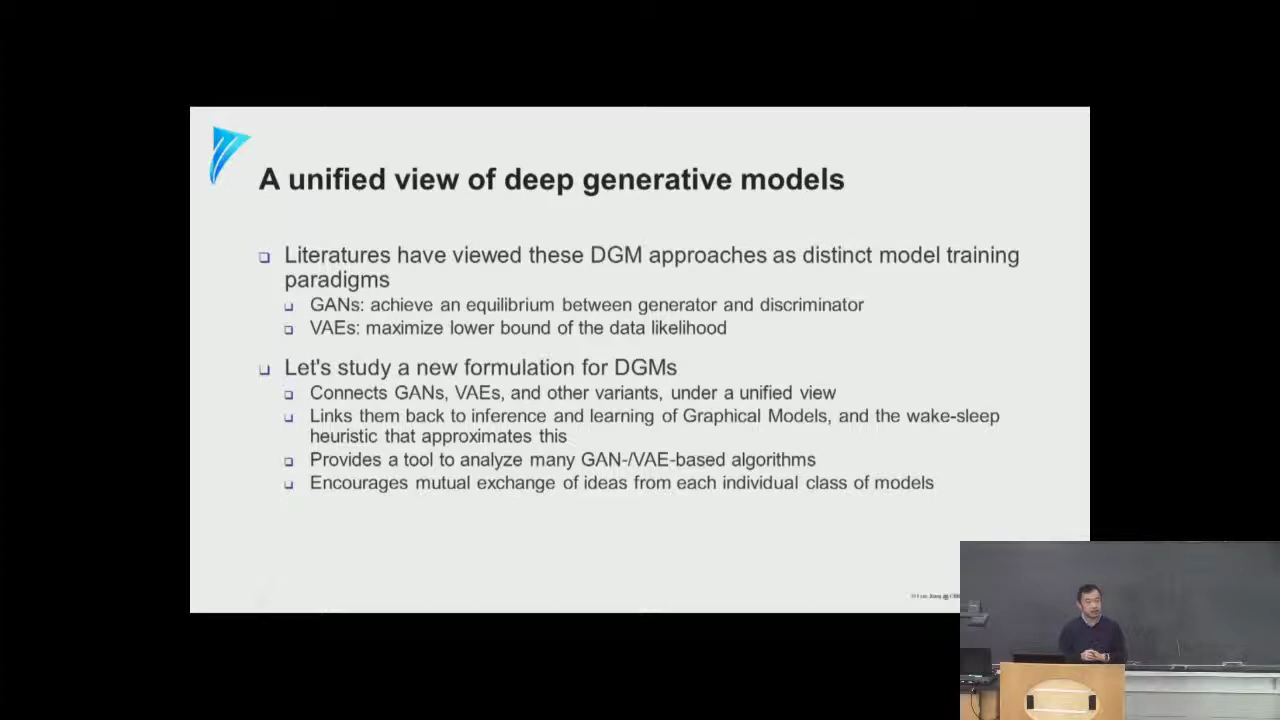 A unified view of deep generative models
Literatures have viewed these DGM approaches as distinct model training
paradigms
GANs: achieve an equilibrium between generator and discriminator
VAEs: maximize lower bound of the data likelihood
Let's study a new formulation for DGMs
Connects GANs, VAEs, and other variants, under a unified view
Links them back to inference and learning of Graphical Models, and the wake-sleep
heuristic that approximates this
Provides a tool to analyze many GAN-/VAE-based algorithms
Encourages mutual exchange of ideas from each individual class of models